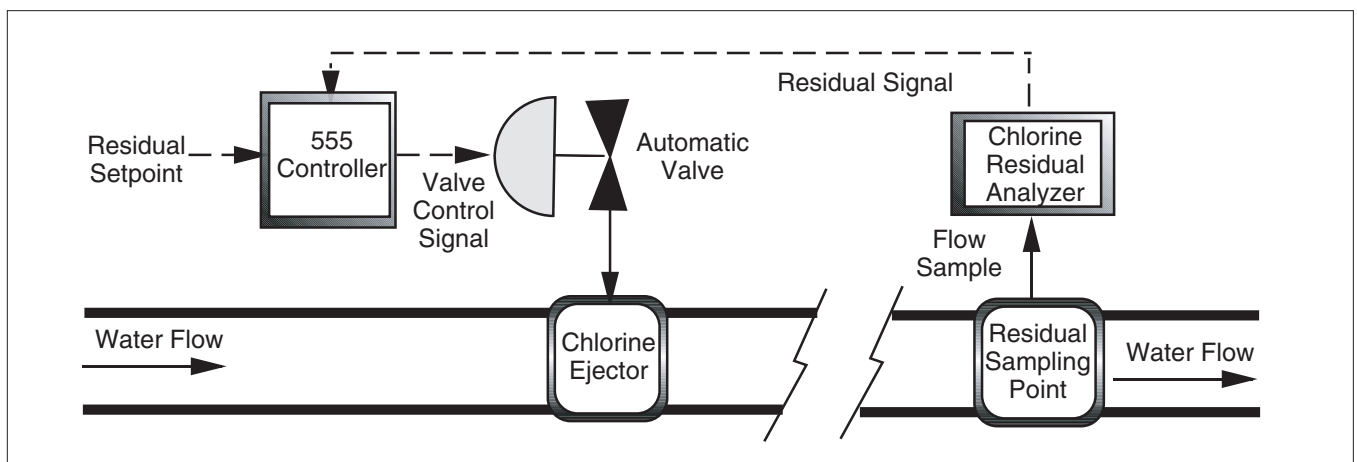 Residual Signal
Residual
Setpoint
555
Controller
Valve
Control
Signal
Automatic
Valve
Chlorine
Residual
Analyzer
Flow
Sample
Water Flow
Chlorine
Ejector
Residual
Sampling
Point
Water Flow